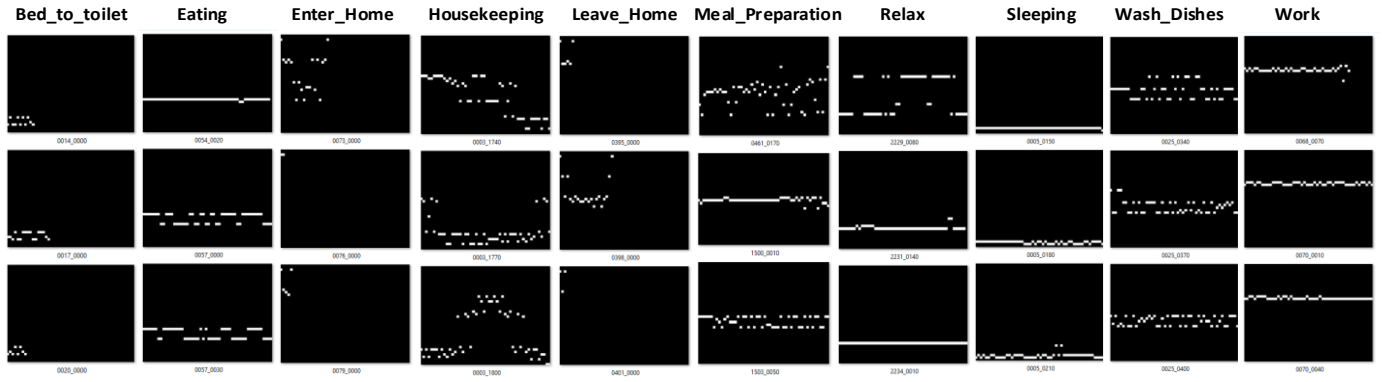 Bed_to_toilet Eating Enter_Home Housekeeping Leave_Home Meal_Preparation Relax Sleeping Wash_Dishes Work
0014_0000 0054_0020 0073_0000 0003_1740 0395_0000 0461_0170 2229_0080 0005_0150 0025_0340 0068_0070
0017_0000 0057_0000 0076_0000 0003_1770 0398_0000 1500_0010 2231_0140 0005_0180 0025_0370 0070_0010
0020_0000 0057_0030 0079_0000 0003_1800 0401_0000 1503_0050 2234_0010 0005_0210 0025_0400 0070_0040